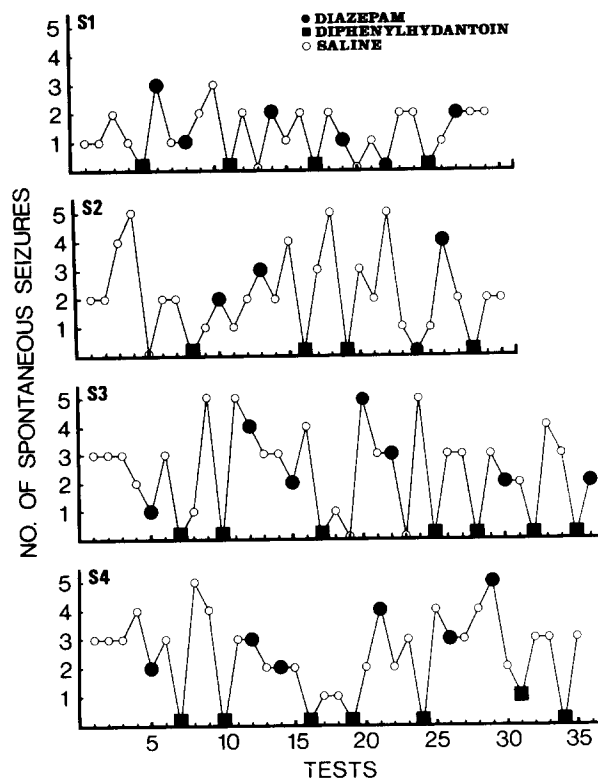 S1
DIAZEPAM
DIPHENYLHYDANTOIN
SALINE
5
4
3
2
1
S2
5
4
3
2
1
S3
5
4
3
2
1
S4
5
4
3
2
1
NO. OF SPONTANEOUS SEIZURES
5 10 15 20 25 30 35
TESTS